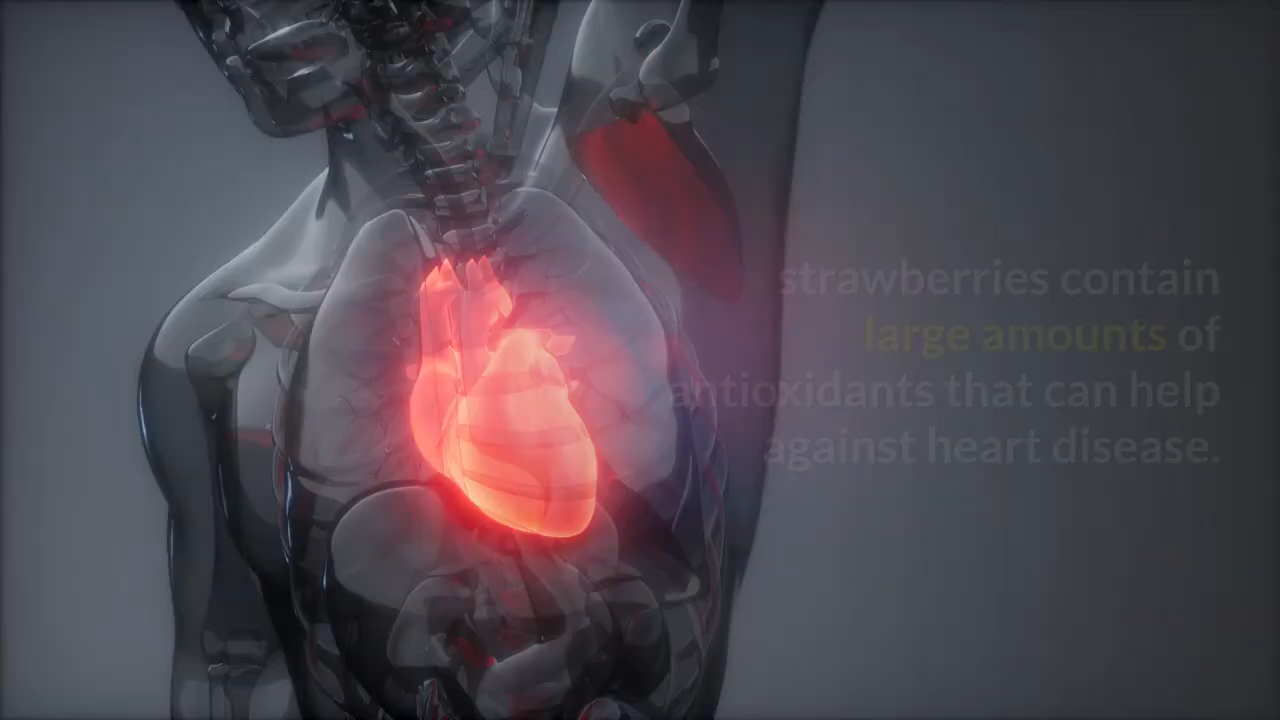 strawberries contain
large amounts of
antioxidants that can help
against heart disease.